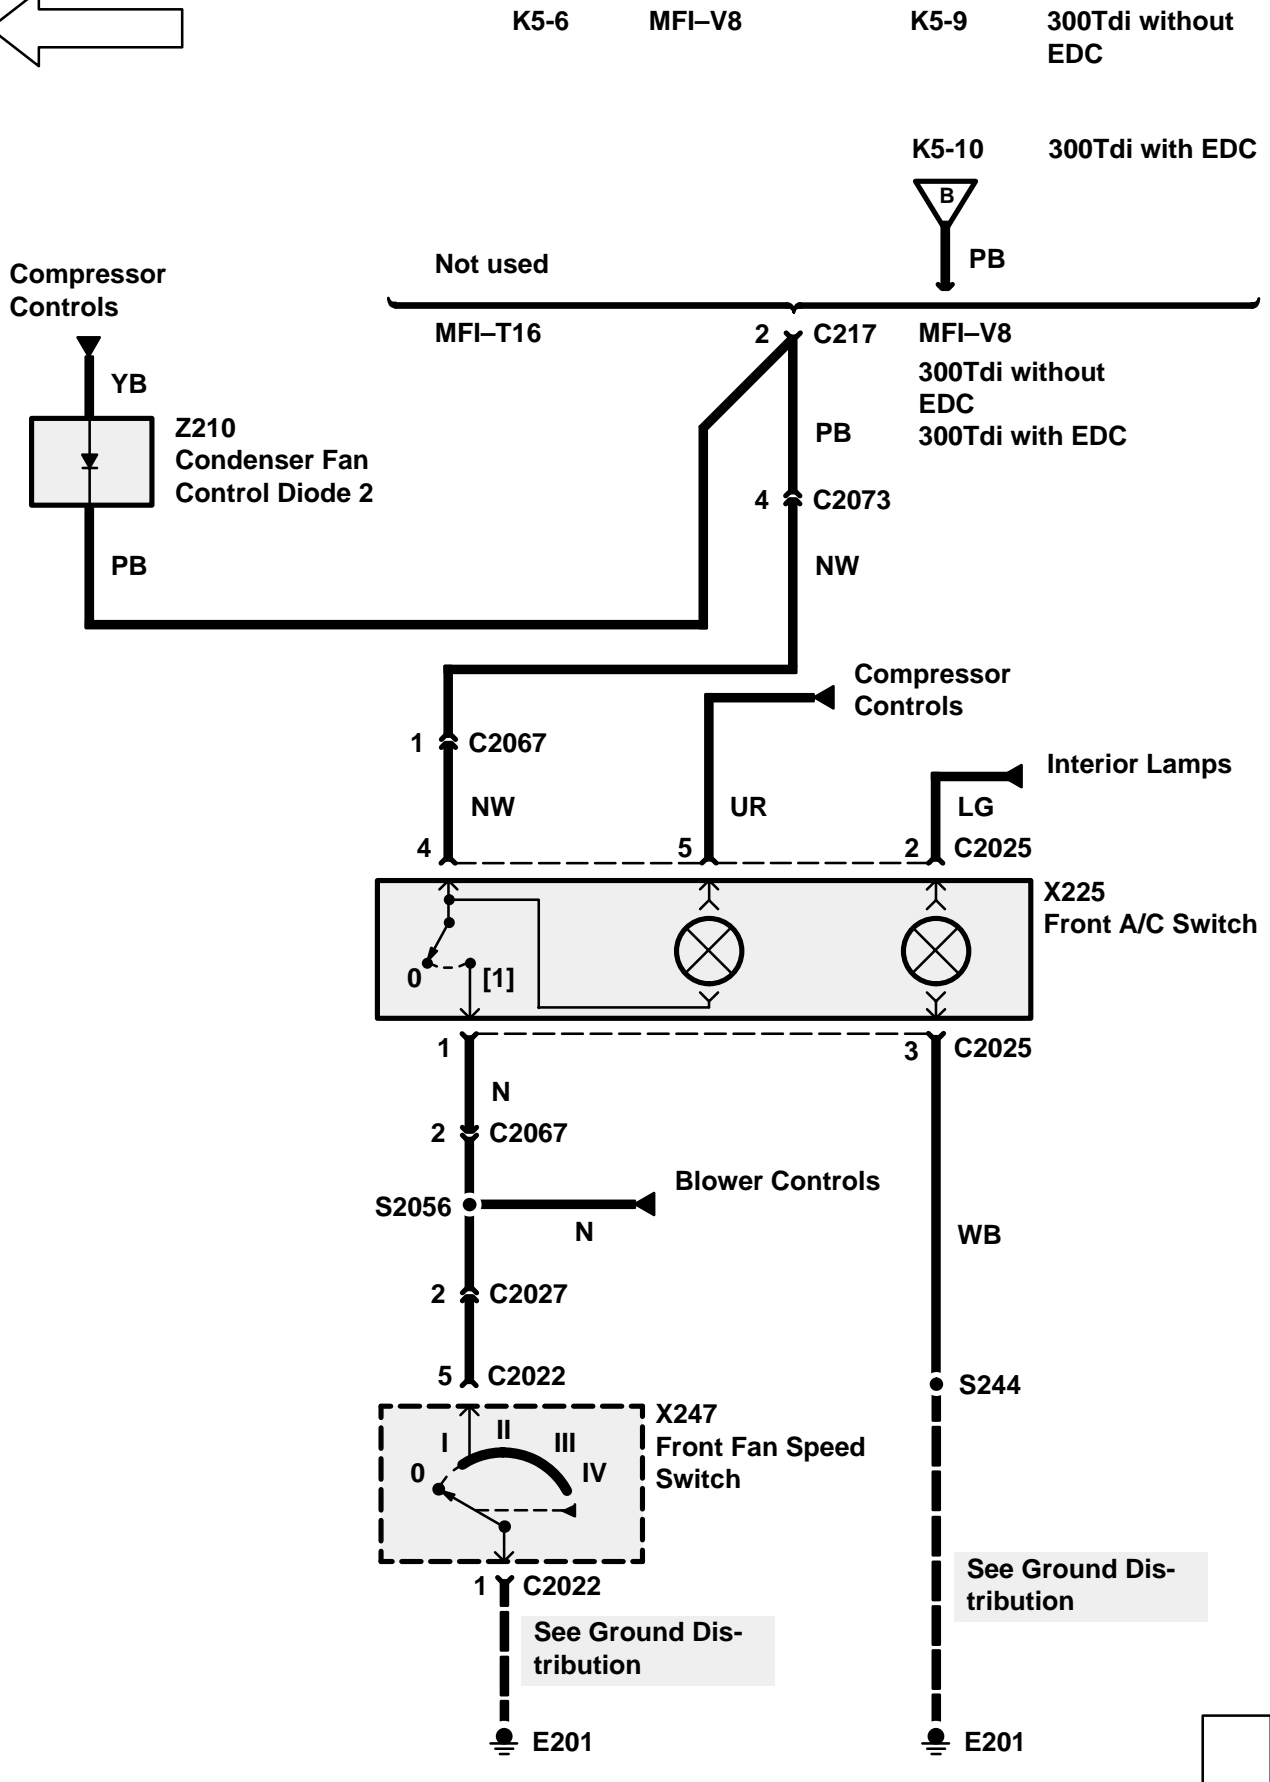 K5-6 MFI–V8 K5-9 300Tdi without
EDC
K5-10 300Tdi with EDC
B
PB
Not used
Compressor
Controls
MFI–T16 2 C217 MFI–V8
300Tdi without
EDC
300Tdi with EDC
YB
Z210
Condenser Fan
Control Diode 2
PB
4 C2073
PB
NW
Compressor
Controls
1 C2067
Interior Lamps
NW UR LG
4 5 2 C2025
X225
Front A/C Switch
0 [1]
1 3 C2025
N
2 C2067
Blower Controls
S2056
N
WB
2 C2027
5 C2022
S244
X247
Front Fan Speed
Switch
I II III
0 IV
See Ground Dis-
tribution
1 C2022
See Ground Dis-
tribution
E201 E201